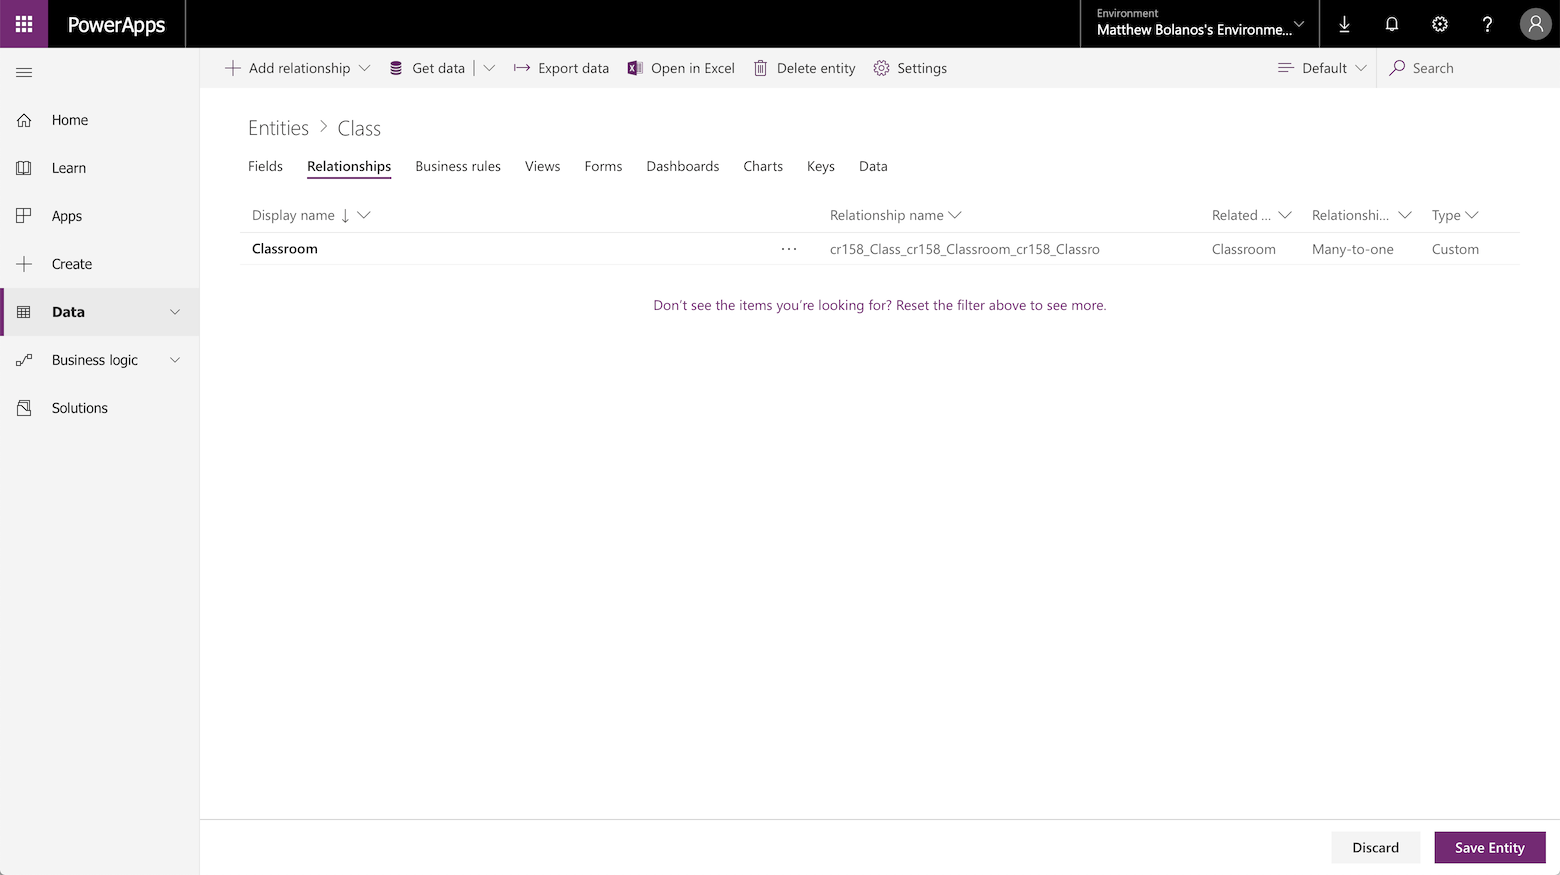 PowerApps
Environment
Matthew Bolanos's Environme...
Add relationship
Get data
Export data
Open in Excel
Delete entity
Settings
Default
Search
Home
Learn
Apps
Create
Data
Business logic
Solutions
Entities > Class
Fields
Relationships
Business rules
Views
Forms
Dashboards
Charts
Keys
Data
Display name ↓
Relationship name
Related ...
Relationshi...
Type
Classroom
...
cr158_Class_cr158_Classroom_cr158_Classro
Classroom
Many-to-one
Custom
Don't see the items you're looking for? Reset the filter above to see more.
Discard
Save Entity